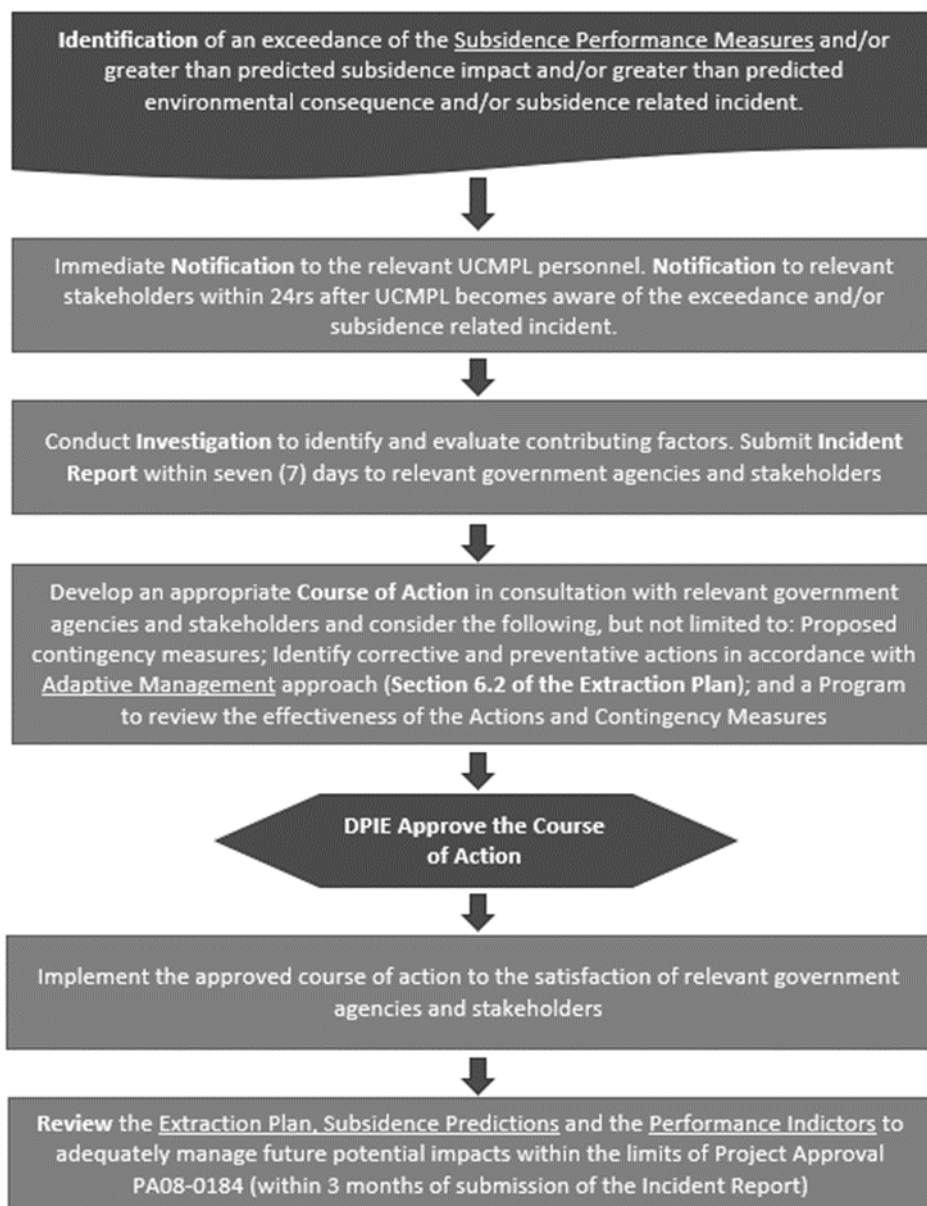 Identification of an exceedance of the Subsidence Performance Measures and/or
greater than predicted subsidence impact and/or greater than predicted
environmental consequence and/or subsidence related incident.
Immediate Notification to the relevant UCMPL personnel. Notification to relevant
stakeholders within 24rs after UCMPL becomes aware of the exceedance and/or
subsidence related incident.
Conduct Investigation to identify and evaluate contributing factors. Submit Incident
Report within seven (7) days to relevant government agencies and stakeholders
Develop an appropriate Course of Action in consultation with relevant government
agencies and stakeholders and consider the following, but not limited to: Proposed
contingency measures; Identify corrective and preventative actions in accordance with
Adaptive Management approach (Section 6.2 of the Extraction Plan); and a Program
to review the effectiveness of the Actions and Contingency Measures
DPIE Approve the Course
of Action
Implement the approved course of action to the satisfaction of relevant government
agencies and stakeholders
Review the Extraction Plan, Subsidence Predictions and the Performance Indictors to
adequately manage future potential impacts within the limits of Project Approval
PA08-0184 (within 3 months of submission of the Incident Report)